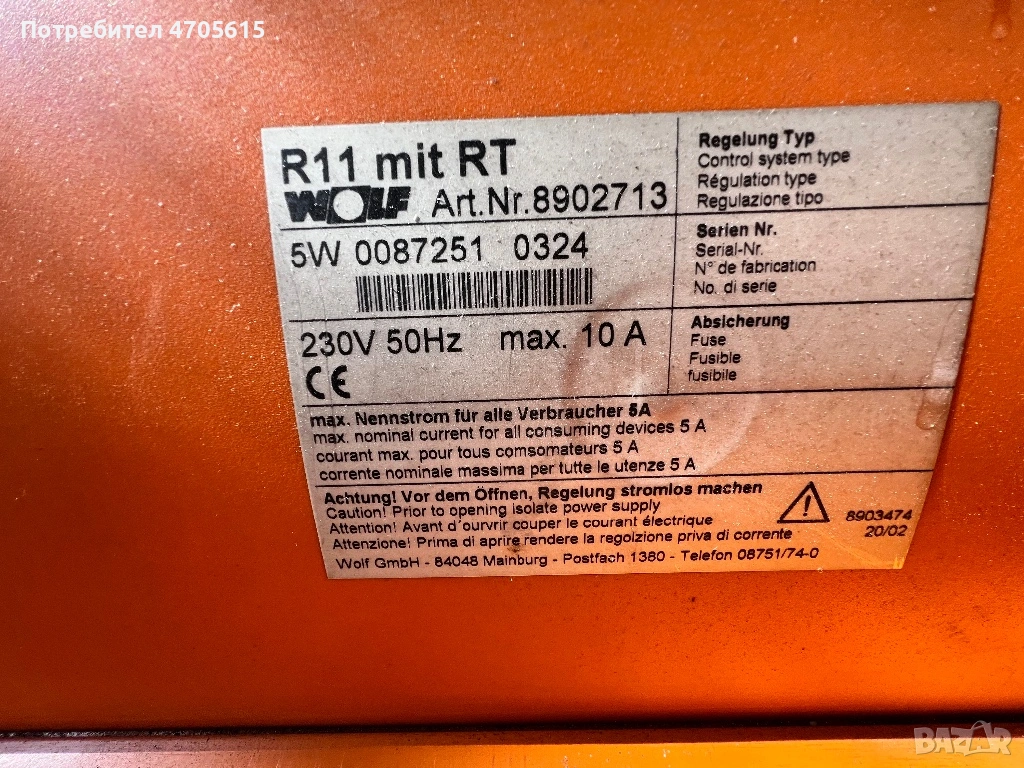 Потребител 4705615
R11 mit RT
WOLF Art.Nr.8902713
Regelung Typ
Control system type
Régulation type
Regulazione tipo
5W 0087251 0324
Serien Nr.
Serial-Nr.
N° de fabrication
No. di serie
230V 50Hz max. 10 A
CE
Absicherung
Fuse
Fusible
fusibile
max. Nennstrom für alle Verbraucher 5A
max. nominal current for all consuming devices 5 A
courant max. pour tous comsomateurs 5 A
corrente nominale massima per tutte le utenze 5 A
Achtung! Vor dem Öffnen, Regelung stromlos machen
Caution! Prior to opening isolate power supply
Attention! Avant d´ourvrir couper le courant électrique
Attenzione! Prima di aprire rendere la regolzione priva di corrente
8903474
20/02
Wolf GmbH - 84048 Mainburg - Postfach 1380 - Telefon 08751/74-0
BAZAR